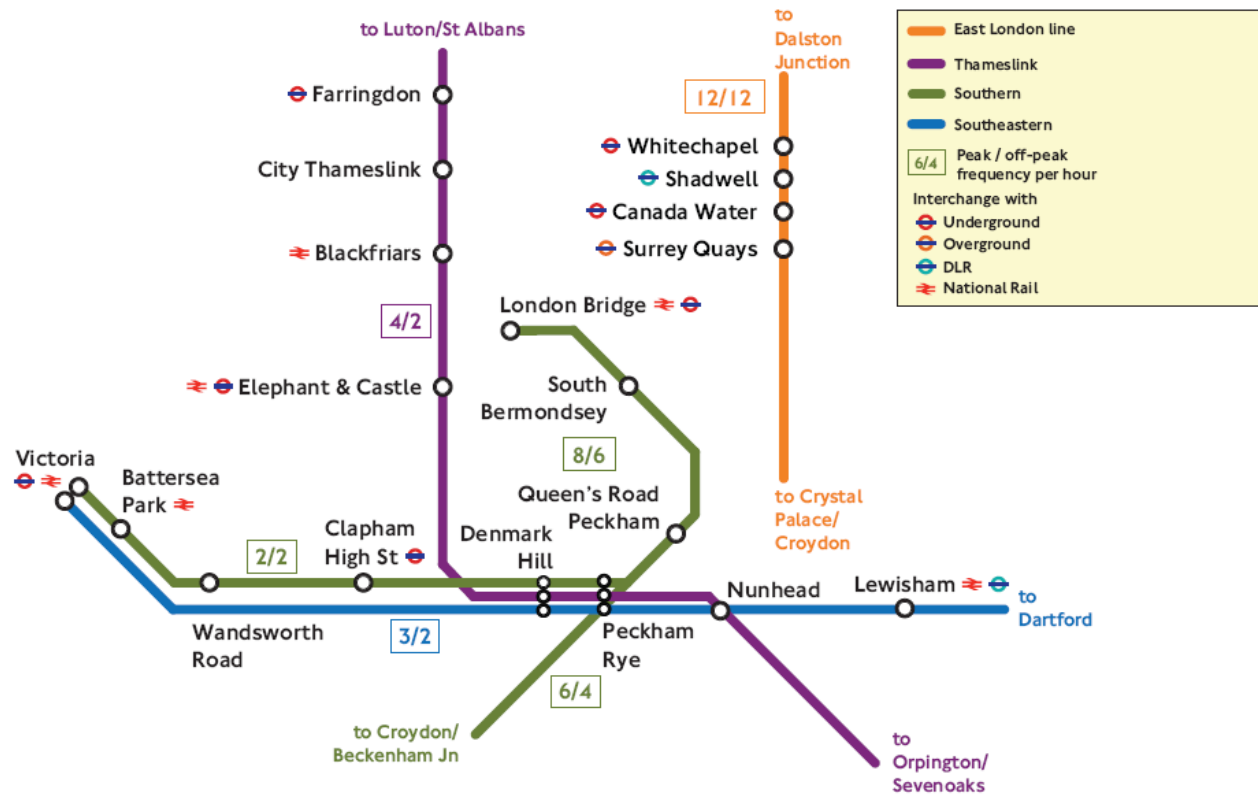 to Luton/St Albans
Farringdon
City Thameslink
Blackfriars
4/2
Elephant & Castle
to
Dalston
Junction
12/12
Whitechapel
Shadwell
Canada Water
Surrey Quays
London Bridge
South
Bermondsey
8/6
Queen's Road
Peckham
to Crystal
Palace/
Croydon
Victoria
Battersea
Park
Clapham
High St
Denmark
Hill
2/2
Wandsworth
Road
3/2
Peckham
Rye
Nunhead
Lewisham
to
Dartford
6/4
to Croydon/
Beckenham Jn
to
Orpington/
Sevenoaks
East London line
Thameslink
Southern
Southeastern
6/4
Peak / off-peak
frequency per hour
Interchange with
Underground
Overground
DLR
National Rail